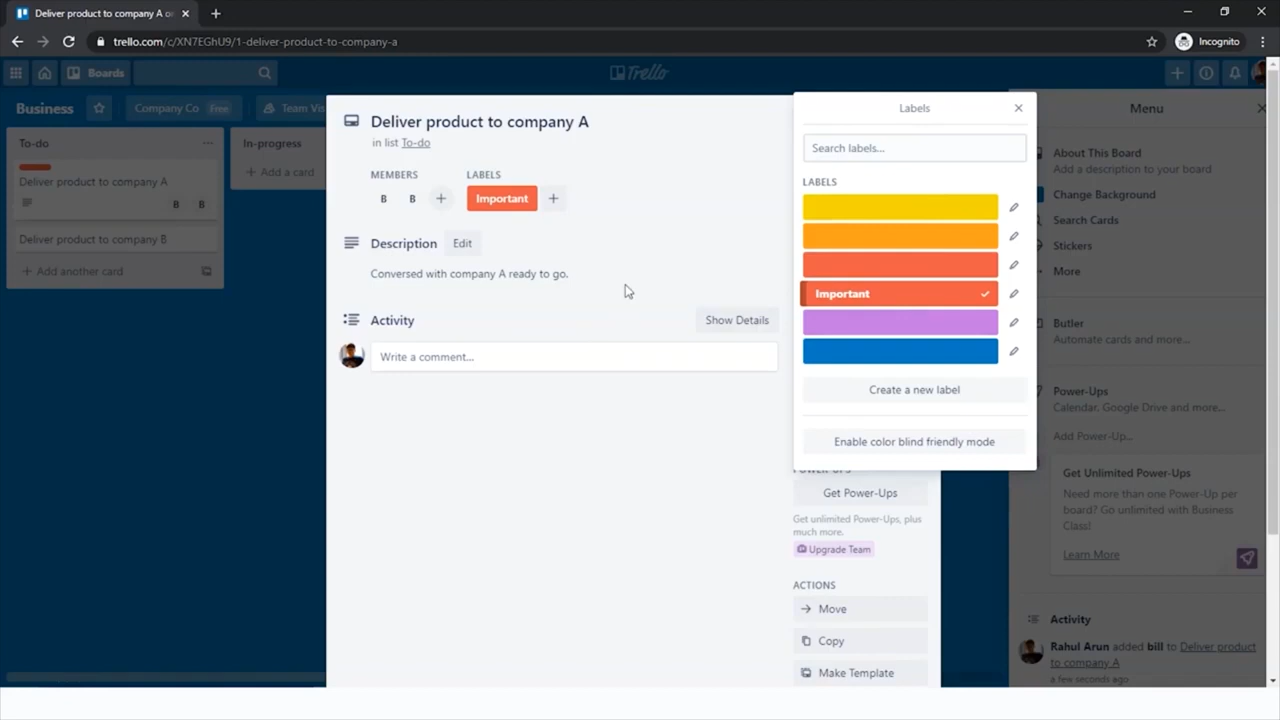 Deliver product to company A o
trello.com/c/XN7EGhU9/1-deliver-product-to-company-a
Incognito
Boards
Trello
Business
Company Co
Free
Team Vis
To-do
Deliver product to company A
B B
Deliver product to company B
+ Add another card
In-progress
+ Add a card
Deliver product to company A
in list To-do
MEMBERS
LABELS
B B
Important
Description
Edit
Conversed with company A ready to go.
Activity
Show Details
Write a comment...
Labels
Search labels...
LABELS
Important
Create a new label
Enable color blind friendly mode
POWER-UPS
Get Power-Ups
Get unlimited Power-Ups, plus
much more.
Upgrade Team
ACTIONS
Move
Copy
Make Template
Menu
About This Board
Add a description to your board
Change Background
Search Cards
Stickers
More
Butler
Automate cards and more...
Power-Ups
Calendar, Google Drive and more...
Add Power-Up...
Get Unlimited Power-Ups
Need more than one Power-Up per
board? Go unlimited with Business
Class!
Learn More
Activity
Rahul Arun added bill to Deliver product
to company A
a few seconds ago